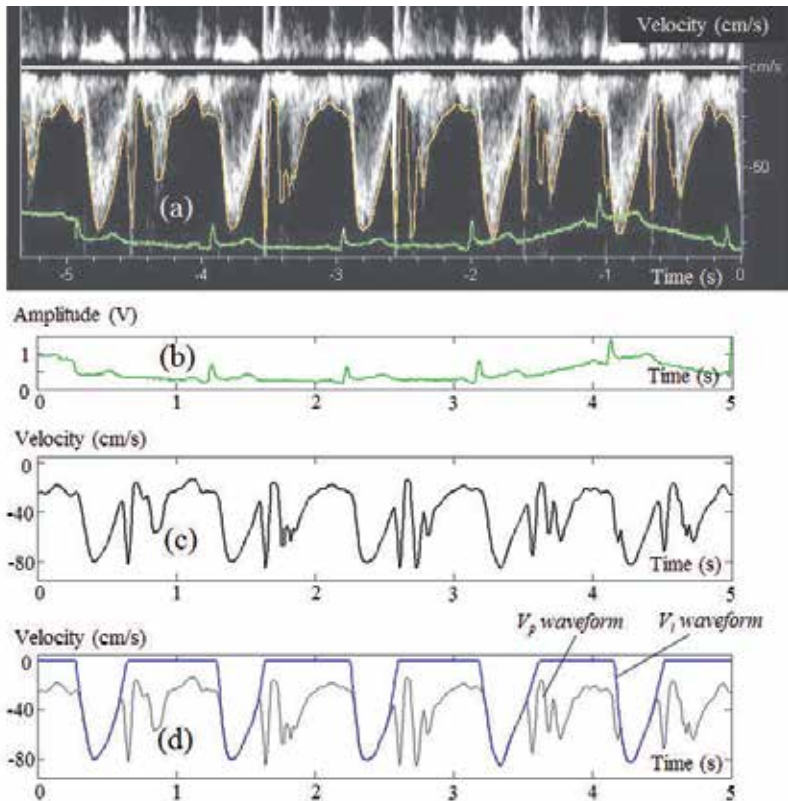 Velocity (cm/s)
cm/s
-50
(a)
-5 -4 -3 -2 -1 0
Time (s)
Amplitude (V)
1
0
(b)
Time (s)
0 1 2 3 4 5
Velocity (cm/s)
0
-40
-80
(c)
Time (s)
0 1 2 3 4 5
Velocity (cm/s)
Vp waveform
Vi waveform
0
-40
-80
(d)
Time (s)
0 1 2 3 4 5